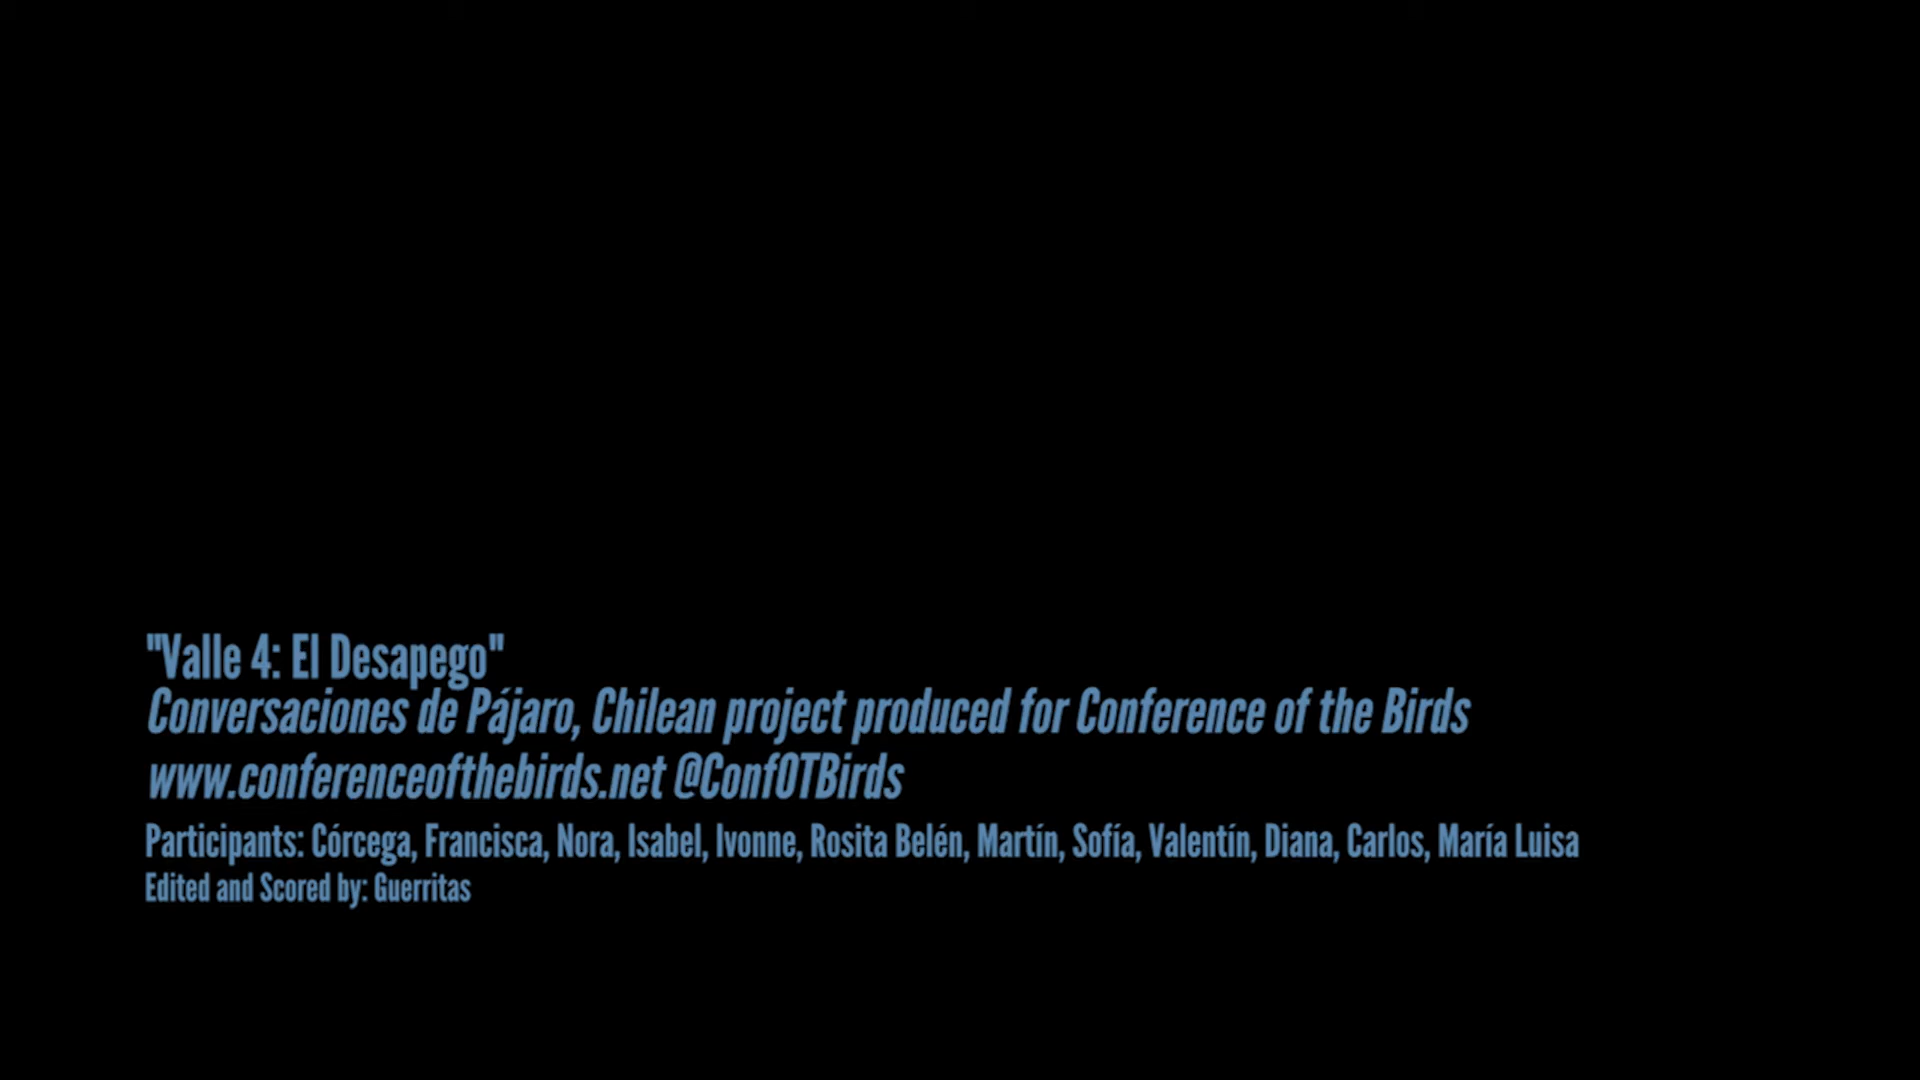 "Valle 4: El Desapego"
Conversaciones de Pájaro, Chilean project produced for Conference of the Birds
www.conferenceofthebirds.net @ConfOTBirds
Participants: Córcega, Francisca, Nora, Isabel, Ivonne, Rosita Belén, Martín, Sofía, Valentín, Diana, Carlos, María Luisa
Edited and Scored by: Guerritas